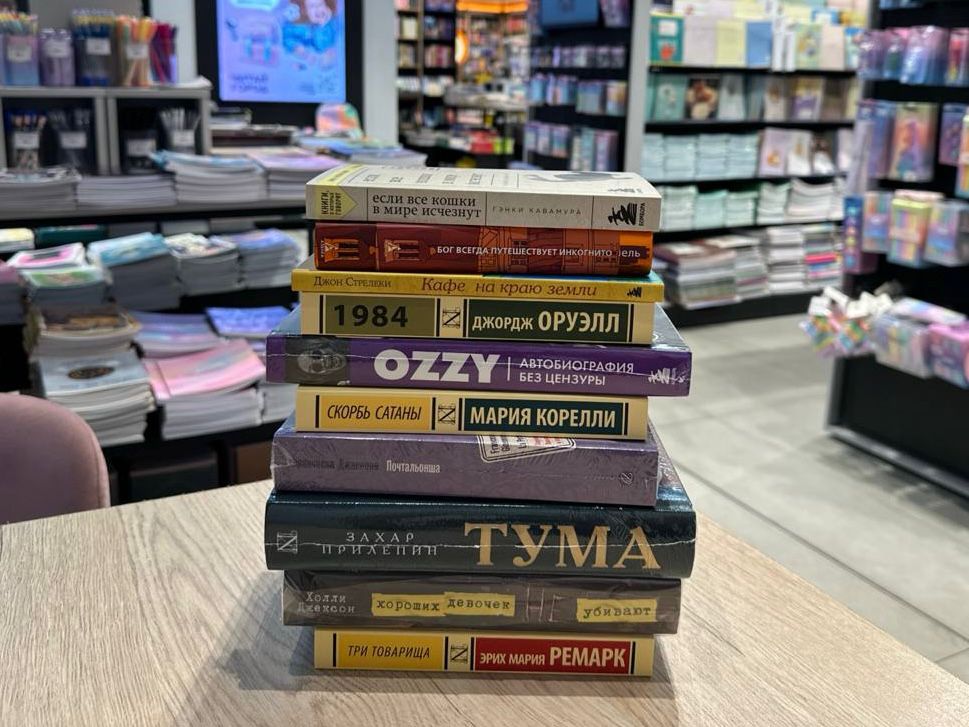 если все кошки
в мире исчезнут
ГЭНКИ КАВАМУРА
БОГ ВСЕГДА ПУТЕШЕСТВУЕТ ИНКОГНИТО
Джон Стрелеки Кафе на краю земли
1984 ДЖОРДЖ ОРУЭЛЛ
OZZY АВТОБИОГРАФИЯ
БЕЗ ЦЕНЗУРЫ
СКОРБЬ САТАНЫ МАРИЯ КОРЕЛЛИ
Почтальонша
ЗАХАР
ПРИЛЕПИН
ТУМА
Холли
Джексон
хороших девочек НЕ убивают
ТРИ ТОВАРИЩА ЭРИХ МАРИЯ РЕМАРК